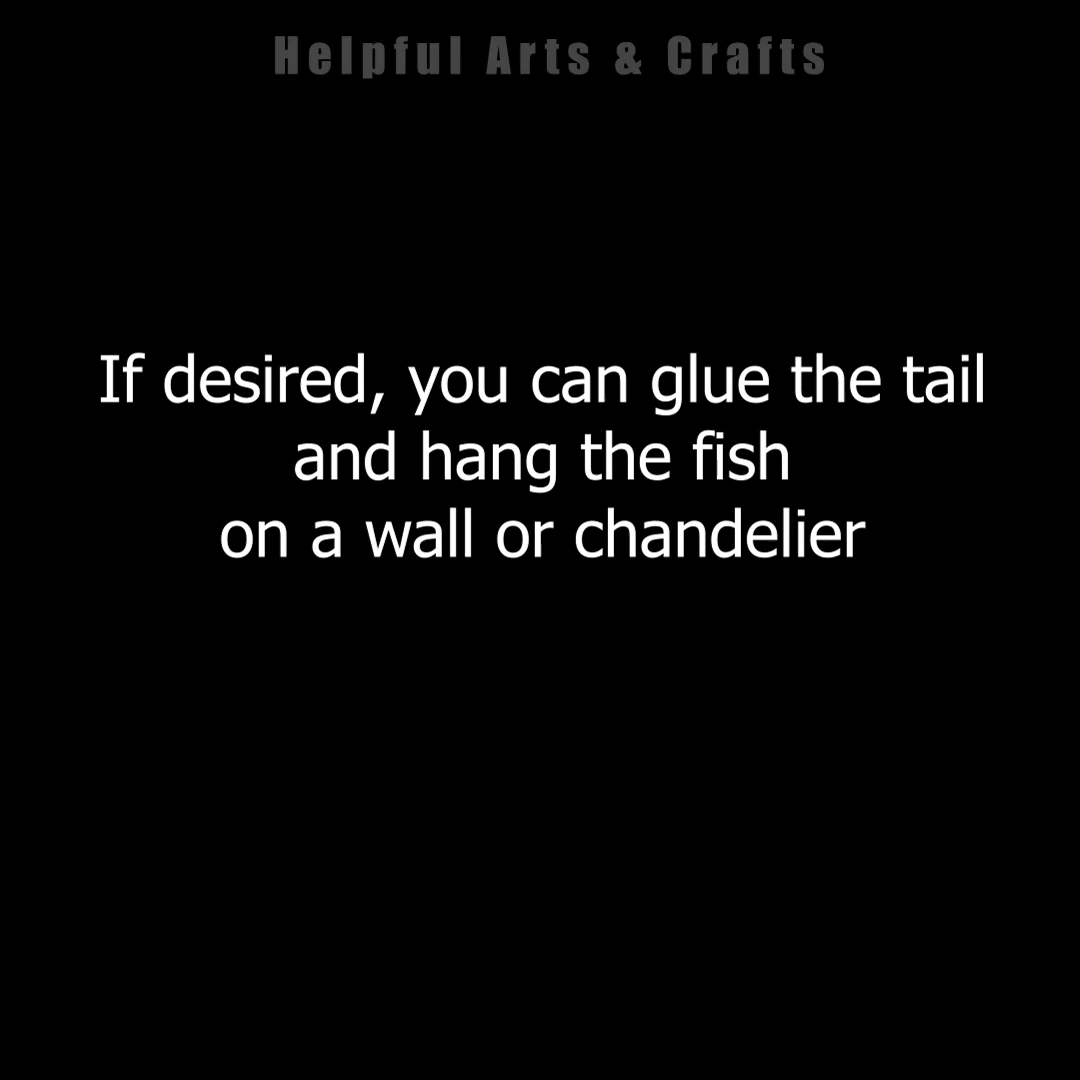 Helpful Arts & Crafts
If desired, you can glue the tail
and hang the fish
on a wall or chandelier